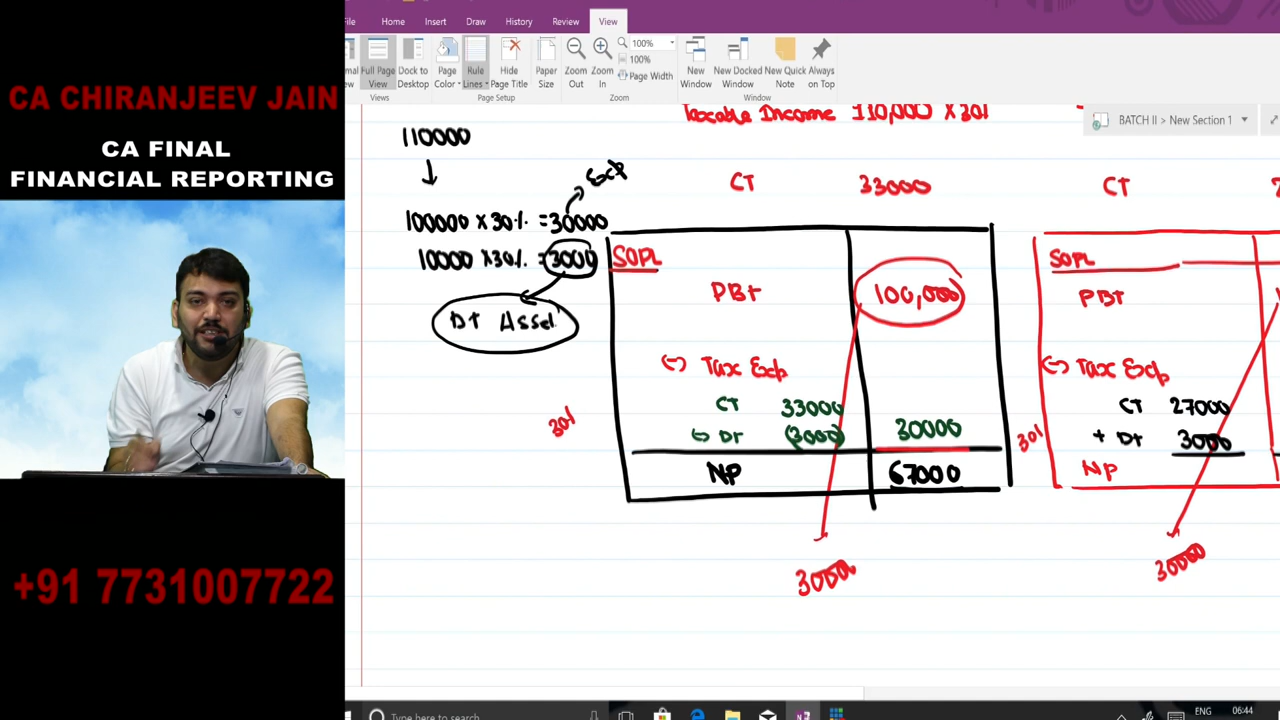 CA CHIRANJEEV JAIN
CA FINAL
FINANCIAL REPORTING
+91 7731007722
File Home Insert Draw History Review View
Full Page View
Dock to Desktop
Page Color
Rule Lines
Hide Page Title
Paper Size
Zoom Out
Zoom In
100%
100%
Page Width
New Window
New Docked Window
New Quick Note
Always on Top
Views
Page Setup
Zoom
Window
BATCH II > New Section 1
Taxable Income 110,000 x 30%
110000
Exp
100000 x 30% = 30000
10000 x 30% = 3000
DT Asset
CT 33000
SOPL
PBT 100,000
(-) Tax Exp
CT 33000
(-) DT (3000) 30000
30%
NP 67000
30000
CT
SOPL
PBT
(-) Tax Exp
CT 27000
+ DT 3000
30%
NP
30000
Type here to search
ENG
06:44